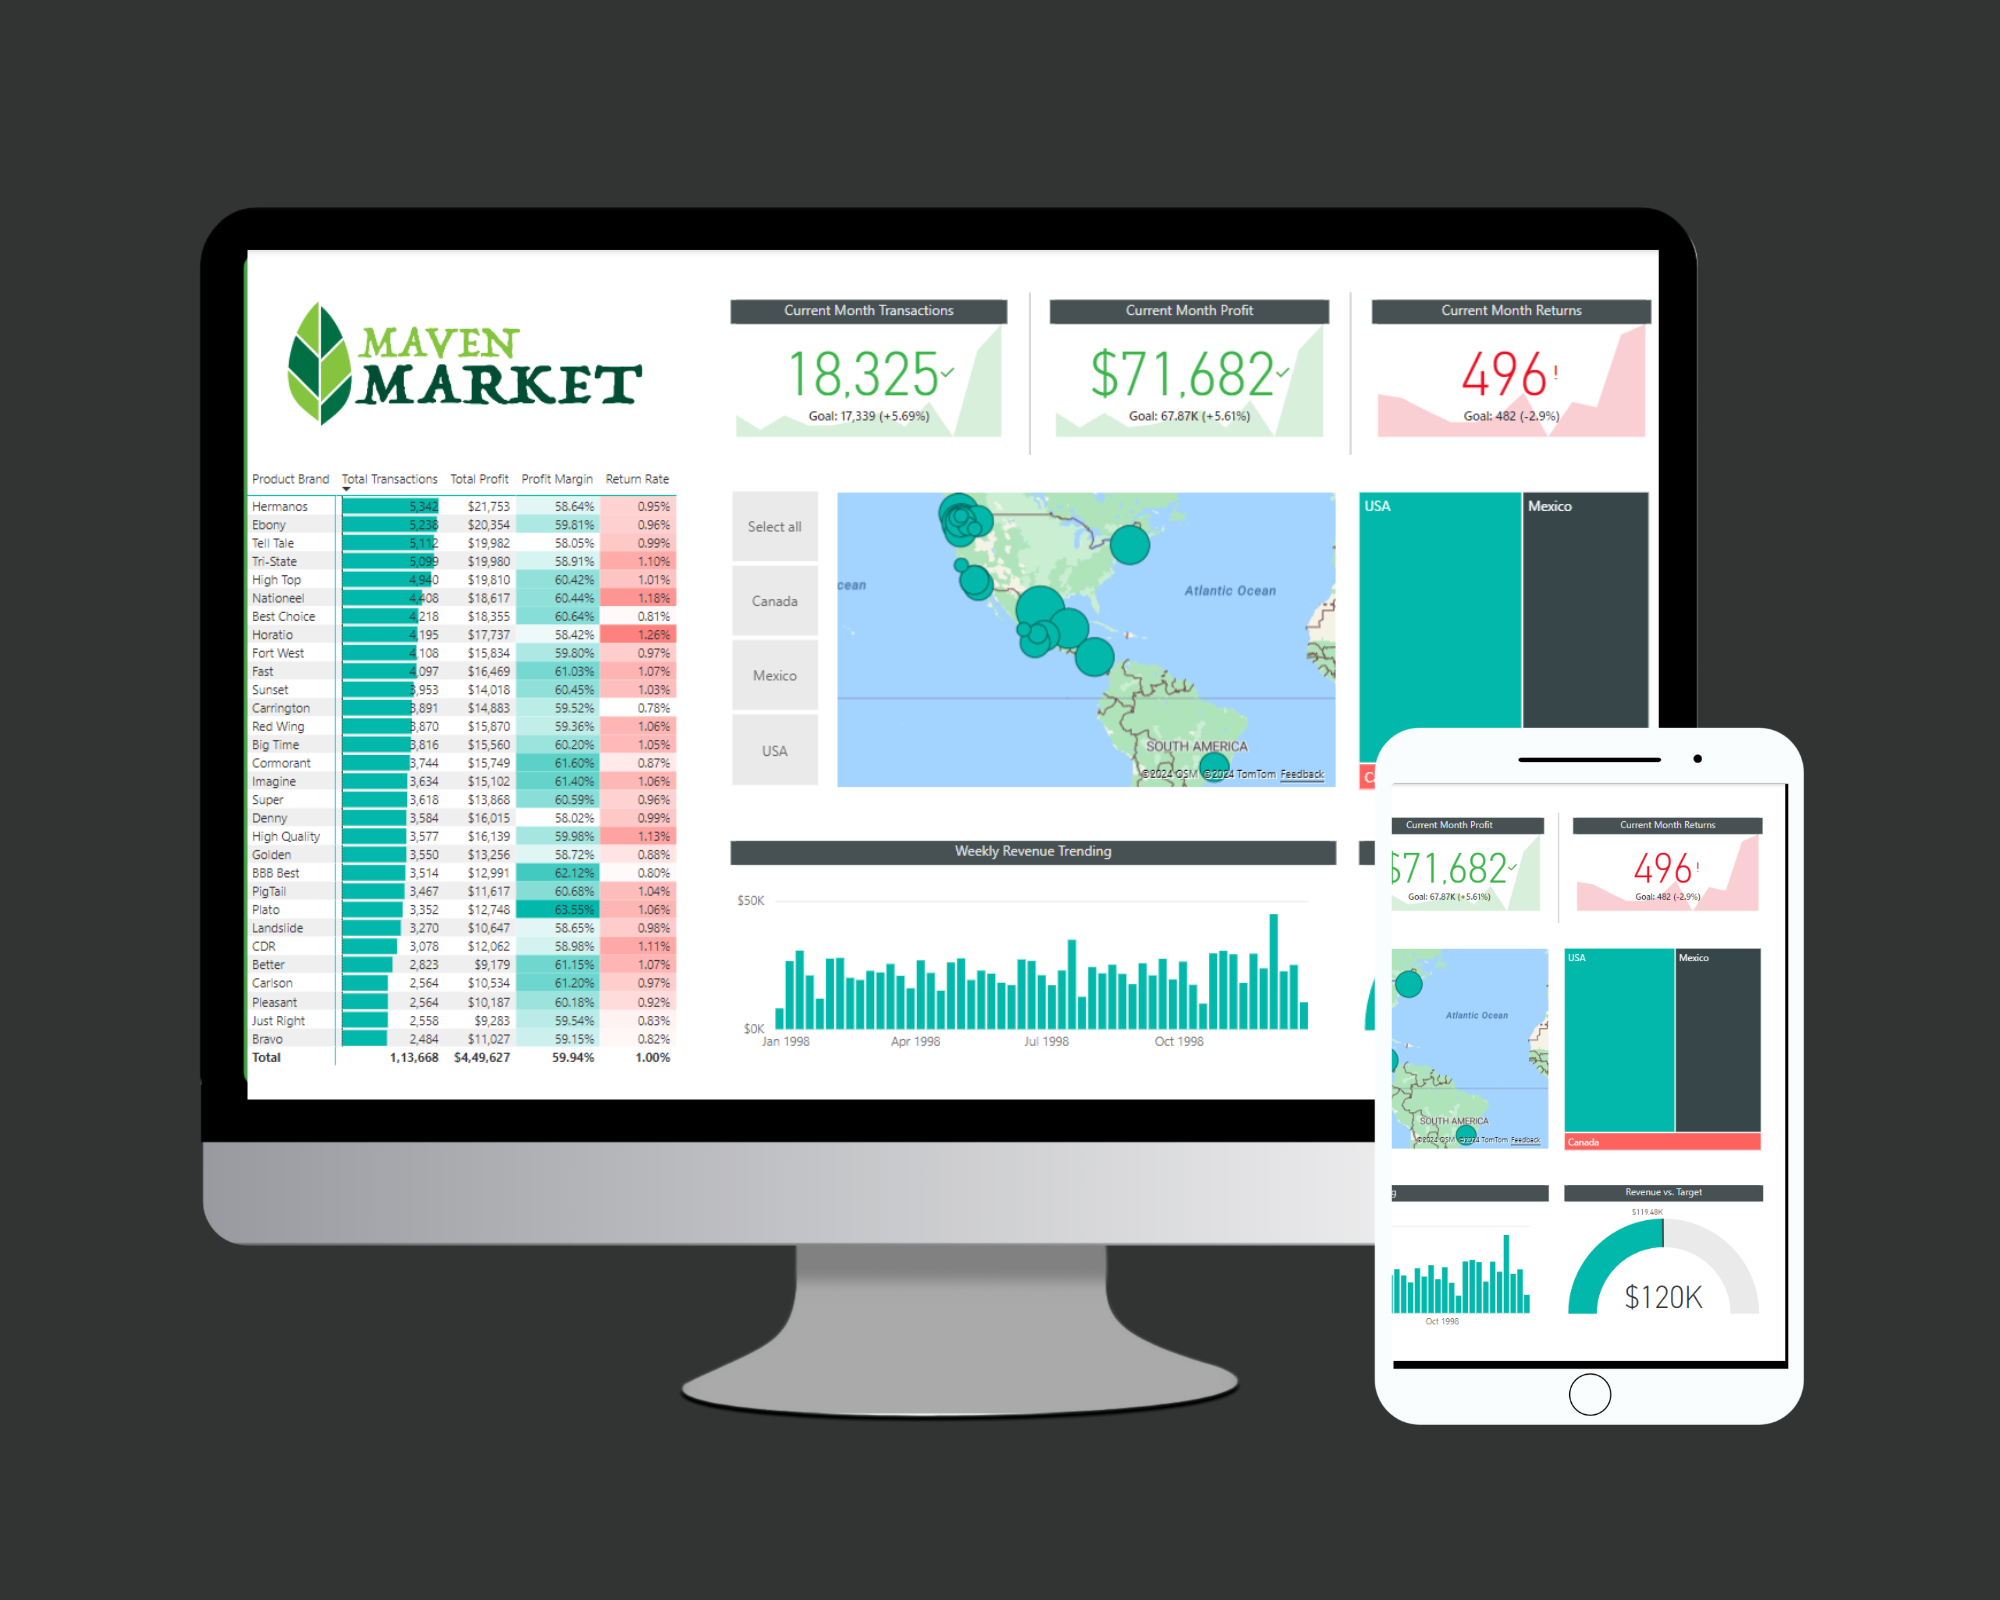 MAVEN
MARKET
Current Month Transactions
18,325
Goal: 17,339 (+5.69%)
Current Month Profit
$71,682
Goal: 67.87K (+5.61%)
Current Month Returns
496!
Goal: 482 (-2.9%)
Product Brand Total Transactions Total Profit Profit Margin Return Rate
Hermanos 5,342 $21,753 58.64% 0.95%
Ebony 5,238 $20,354 59.81% 0.96%
Tell Tale 5,112 $19,982 58.05% 0.99%
Tri-State 5,099 $19,980 58.91% 1.10%
High Top 4,940 $19,810 60.42% 1.01%
Nationeel 4,408 $18,617 60.44% 1.18%
Best Choice 4,218 $18,355 60.64% 0.81%
Horatio 4,195 $17,737 58.42% 1.26%
Fort West 4,108 $15,834 59.80% 0.97%
Fast 4,097 $16,469 61.03% 1.07%
Sunset 3,953 $14,018 60.45% 1.03%
Carrington 3,891 $14,883 59.52% 0.78%
Red Wing 3,870 $15,870 59.36% 1.06%
Big Time 3,816 $15,560 60.20% 1.05%
Cormorant 3,744 $15,749 61.60% 0.87%
Imagine 3,634 $15,102 61.40% 1.06%
Super 3,618 $13,868 60.59% 0.96%
Denny 3,584 $16,015 58.02% 0.99%
High Quality 3,577 $16,139 59.98% 1.13%
Golden 3,550 $13,256 58.72% 0.88%
BBB Best 3,514 $12,991 62.12% 0.80%
PigTail 3,467 $11,617 60.68% 1.04%
Plato 3,352 $12,748 63.55% 1.06%
Landslide 3,270 $10,647 58.65% 0.98%
CDR 3,078 $12,062 58.98% 1.11%
Better 2,823 $9,179 61.15% 1.07%
Carlson 2,564 $10,534 61.20% 0.97%
Pleasant 2,564 $10,187 60.18% 0.92%
Just Right 2,558 $9,283 59.54% 0.83%
Bravo 2,484 $11,027 59.15% 0.82%
Total 1,13,668 $4,49,627 59.94% 1.00%
Select all
Canada
Mexico
USA
cean
Atlantic Ocean
SOUTH AMERICA
©2024 OSM ©2024 TomTom Feedback
USA
Mexico
C
Weekly Revenue Trending
$50K
$0K
Jan 1998 Apr 1998 Jul 1998 Oct 1998
Current Month Profit
$71,682
Goal: 67.87K (+5.61%)
Current Month Returns
496!
Goal: 482 (-2.9%)
Atlantic Ocean
SOUTH AMERICA
©2024 OSM ©2024 TomTom Feedback
USA
Mexico
Canada
g
Oct 1998
Revenue vs. Target
$119.48K
$120K